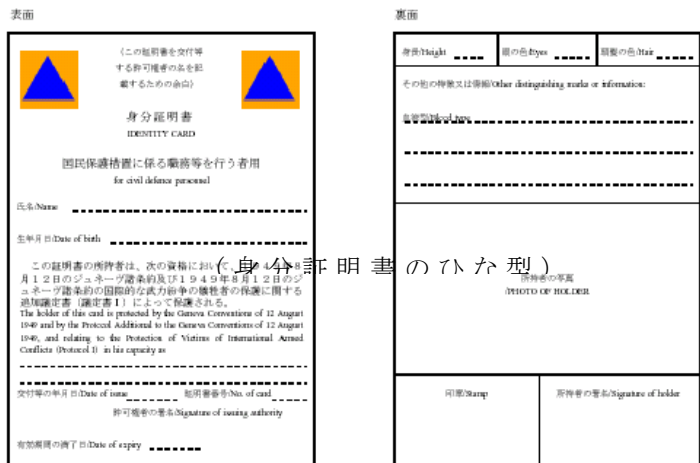 表面
(この証明書を交付等
する許可権者の名を記
載するための余白)
身分証明書
IDENTITY CARD
国民保護措置に係る職務等を行う者用
for civil defence personnel
氏名/Name
生年月日/Date of birth
この証明書の所持者は、次の資格において、1949年8
月12日のジュネーヴ諸条約及び1949年8月12日のジ
ュネーヴ諸条約の国際的な武力紛争の犠牲者の保護に関する
追加議定書(議定書I)によって保護される。
The holder of this card is protected by the Geneva Conventions of 12 August
1949 and by the Protocol Additional to the Geneva Conventions of 12 August
1949, and relating to the Protection of Victims of International Armed
Conflicts (Protocol I) in his capacity as
交付等の年月日/Date of issue 証明書番号/No. of card
許可権者の署名/Signature of issuing authority
有効期間の満了日/Date of expiry
(身分証明書のひな型)
裏面
身長/Height 眼の色/Eyes 頭髪の色/Hair
その他の特徴又は情報/Other distinguishing marks or information:
血液型/Blood type
所持者の写真
/PHOTO OF HOLDER
印章/Stamp 所持者の署名/Signature of holder